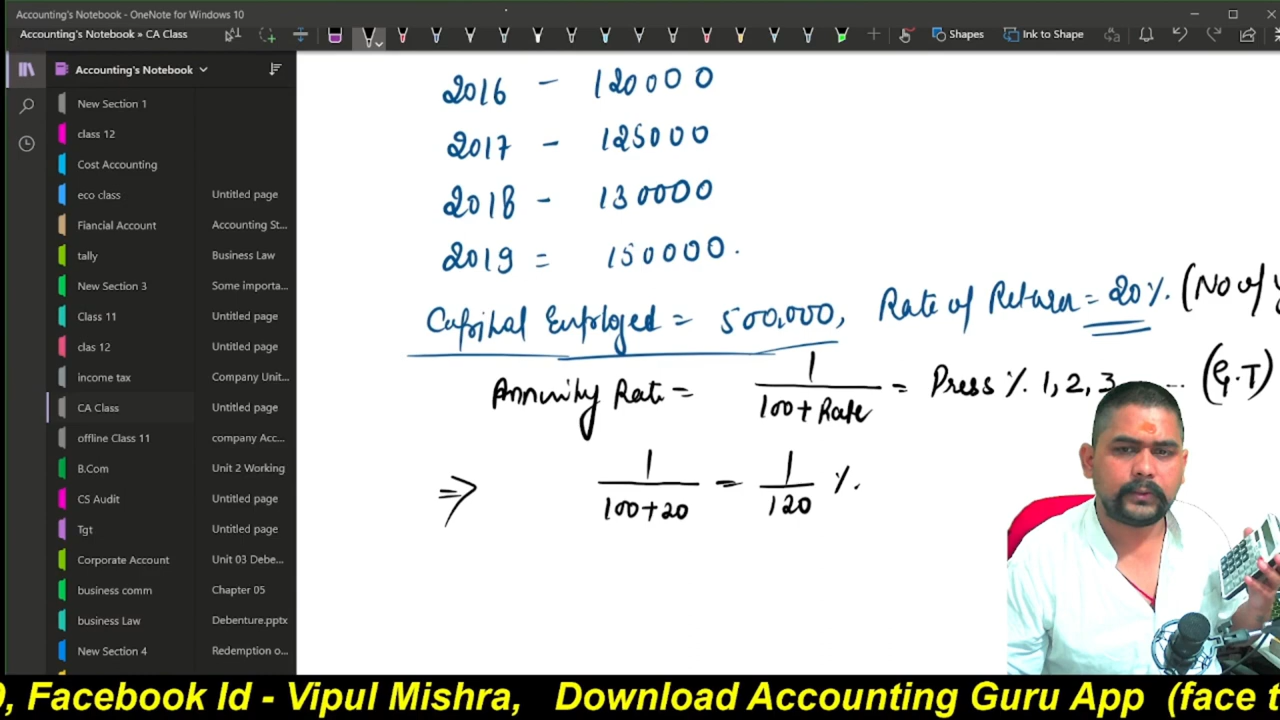 Accounting's Notebook - OneNote for Windows 10
Accounting's Notebook » CA Class
Shapes
Ink to Shape
Accounting's Notebook
New Section 1
class 12
Cost Accounting
eco class Untitled page
Fiancial Account Accounting St...
tally Business Law
New Section 3 Some importa...
Class 11 Untitled page
clas 12 Untitled page
income tax Company Unit...
CA Class Untitled page
offline Class 11 company Acc...
B.Com Unit 2 Working
CS Audit Untitled page
Tgt Untitled page
Corporate Account Unit 03 Debe...
business comm Chapter 05
business Law Debenture.pptx
New Section 4 Redemption o...
2016 - 120000
2017 - 125000
2018 - 130000
2019 = 150000.
Capital Employed = 500,000, Rate of Return = 20%. (No of
Annuity Rate = 1 / 100 + Rate = Press %. 1, 2, 3 ... (G.T)
⇒ 1 / 100+20 = 1 / 120 %.
, Facebook Id - Vipul Mishra, Download Accounting Guru App (face t